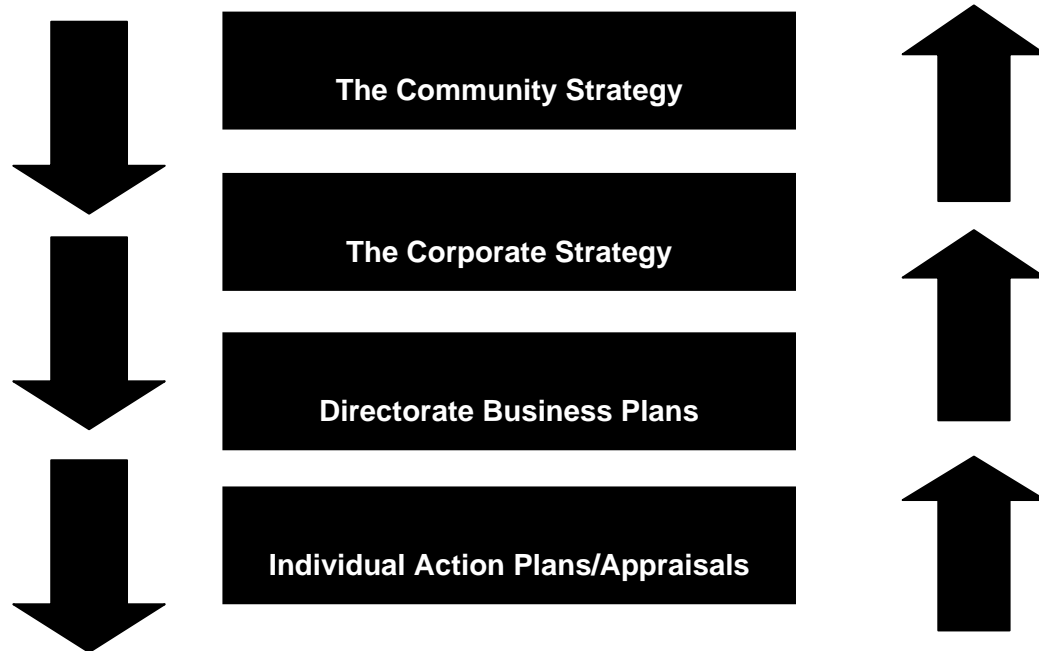 The Community Strategy
The Corporate Strategy
Directorate Business Plans
Individual Action Plans/Appraisals